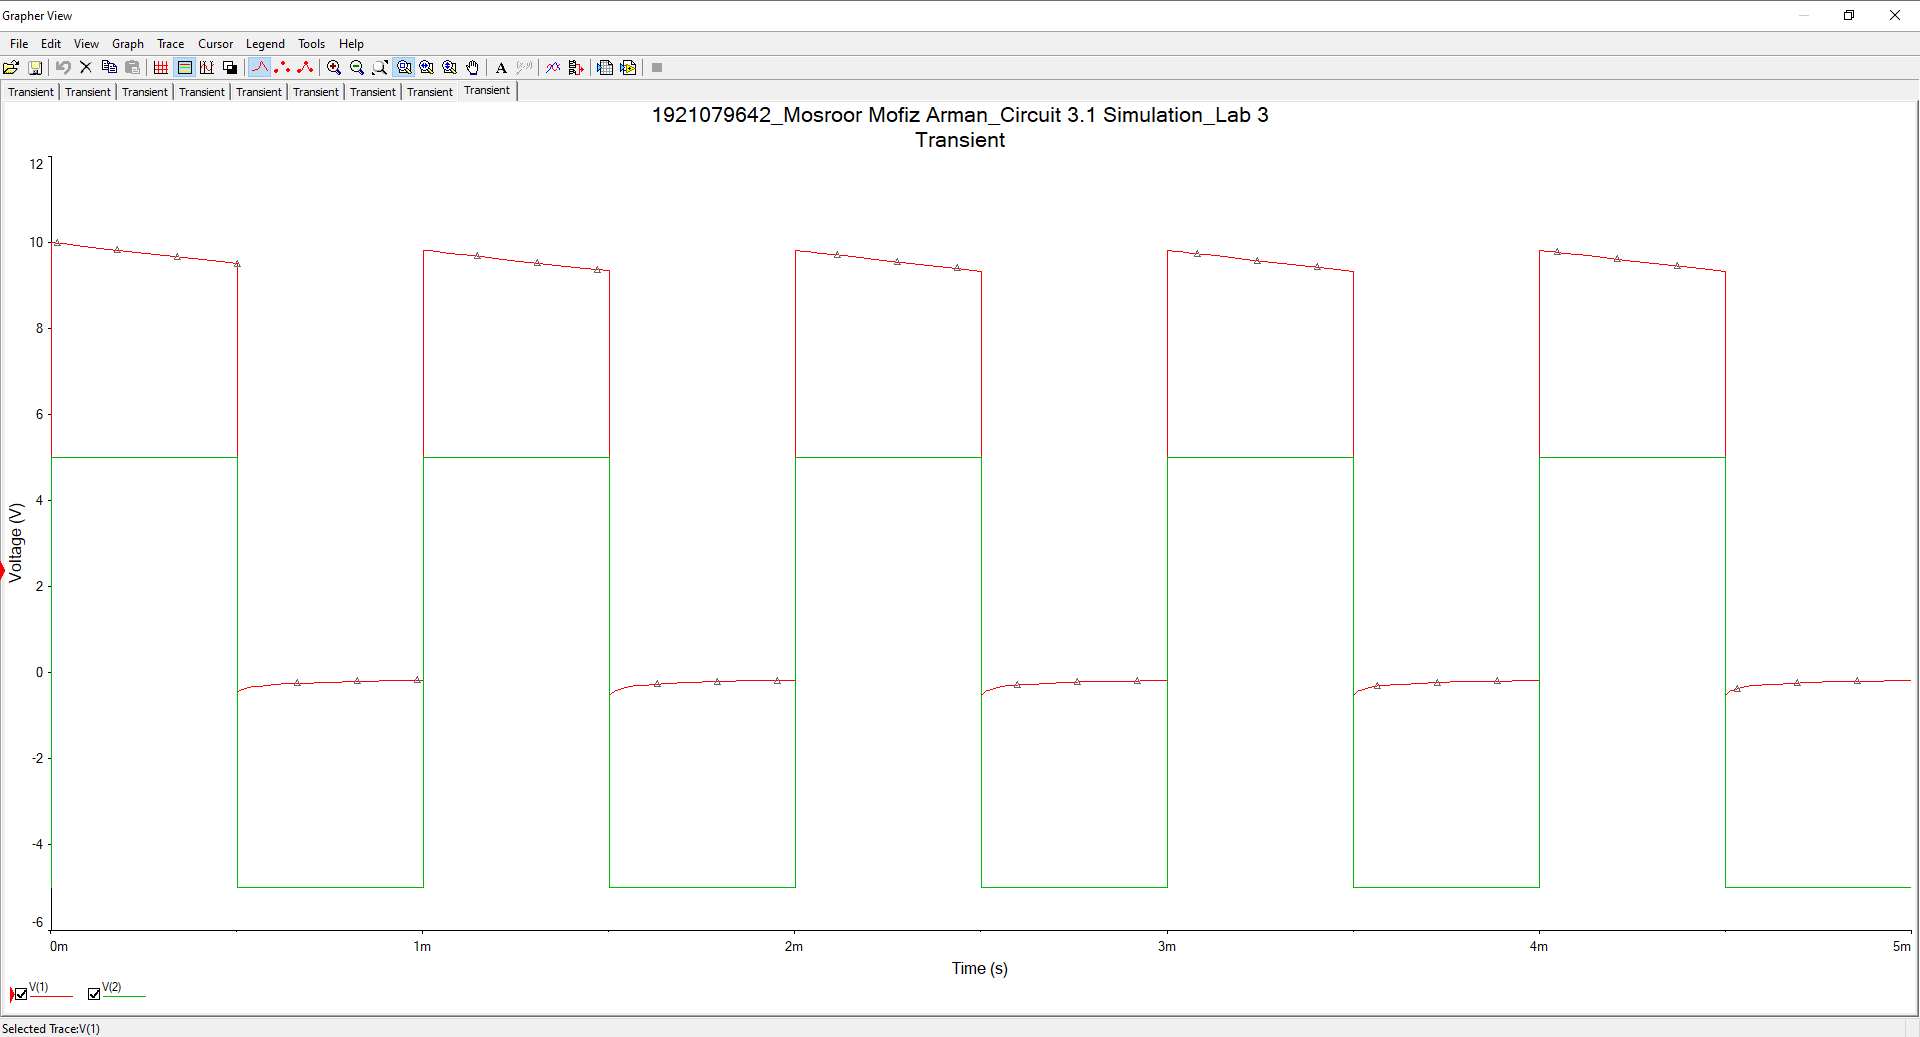 Grapher View
File Edit View Graph Trace Cursor Legend Tools Help
A
Transient Transient Transient Transient Transient Transient Transient Transient Transient
1921079642_Mosroor Mofiz Arman_Circuit 3.1 Simulation_Lab 3
Transient
12
10
8
6
4
2
0
-2
-4
-6
Voltage (V)
0m 1m 2m 3m 4m 5m
Time (s)
V(1) V(2)
Selected Trace:V(1)